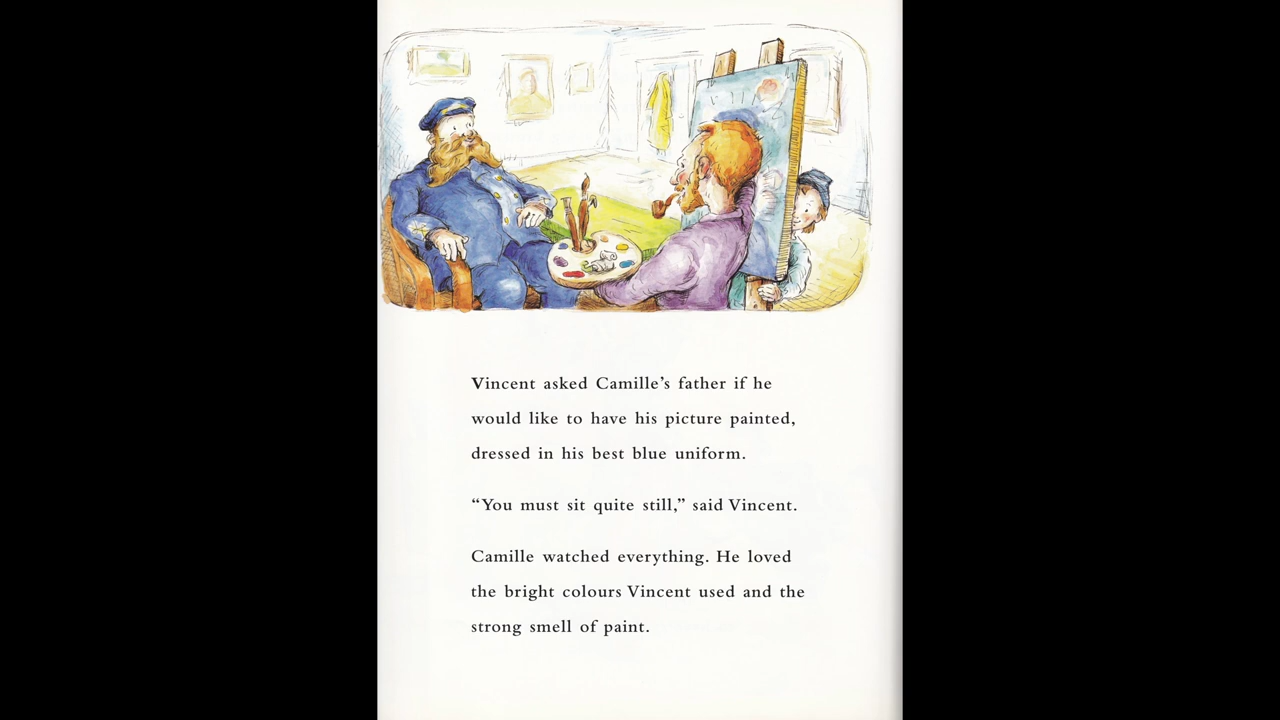 Vincent asked Camille’s father if he
would like to have his picture painted,
dressed in his best blue uniform.
“You must sit quite still,” said Vincent.
Camille watched everything. He loved
the bright colours Vincent used and the
strong smell of paint.